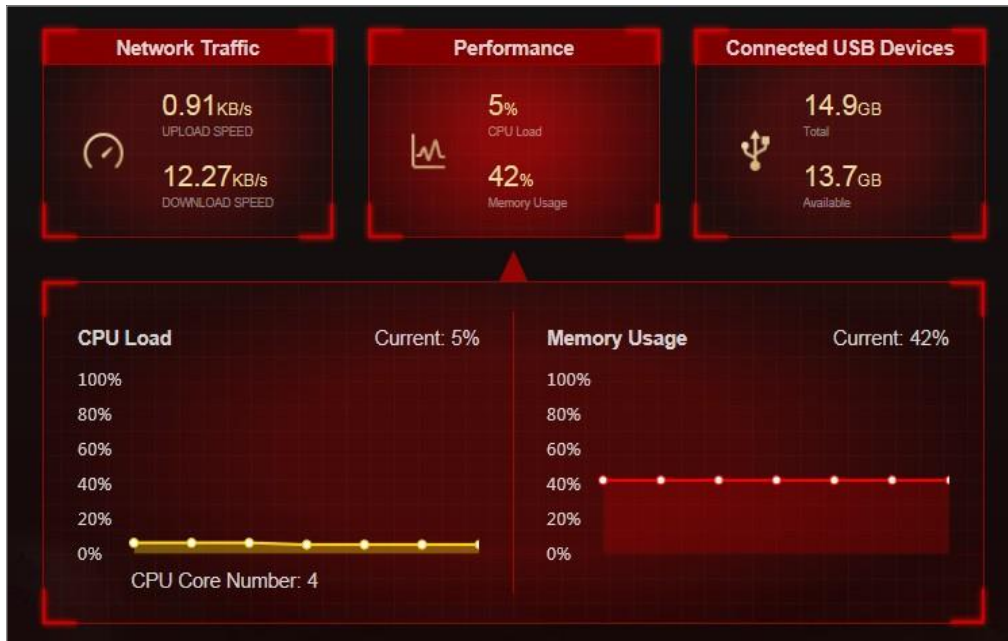 Network Traffic
0.91KB/s
UPLOAD SPEED
12.27KB/s
DOWNLOAD SPEED
Performance
5%
CPU Load
42%
Memory Usage
Connected USB Devices
14.9GB
Total
13.7GB
Available
CPU Load
Current: 5%
100%
80%
60%
40%
20%
0%
CPU Core Number: 4
Memory Usage
Current: 42%
100%
80%
60%
40%
20%
0%